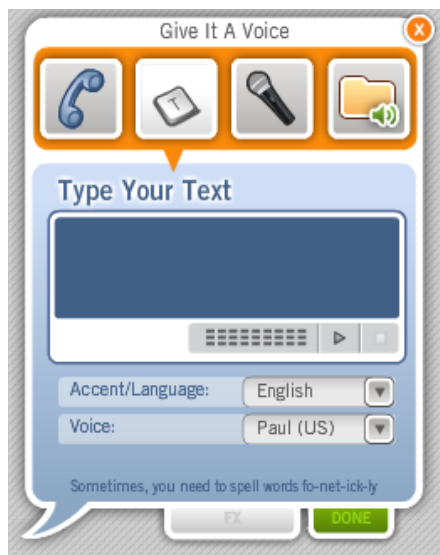 Give It A Voice
X
T
Type Your Text
Accent/Language: English
Voice: Paul (US)
Sometimes, you need to spell words fo-net-ick-ly
FX DONE